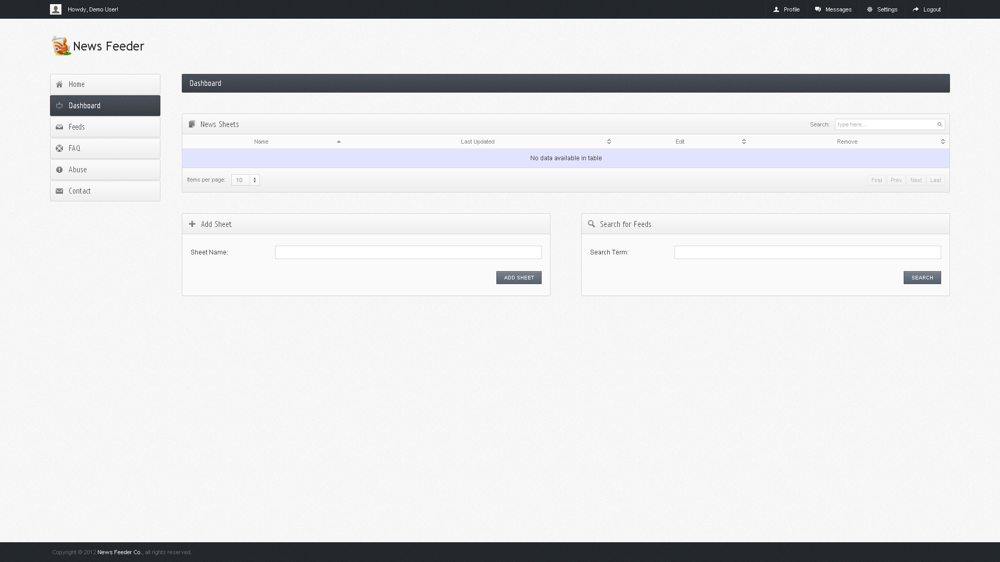 Howdy, Demo User!
Profile
Messages
Settings
Logout
News Feeder
Home
Dashboard
Feeds
FAQ
Abuse
Contact
Dashboard
News Sheets
Search:
type here...
Name
Last Updated
Edit
Remove
No data available in table
Items per page:
10
First
Prev
Next
Last
Add Sheet
Sheet Name:
ADD SHEET
Search for Feeds
Search Term:
SEARCH
Copyright © 2012 News Feeder Co., all rights reserved.